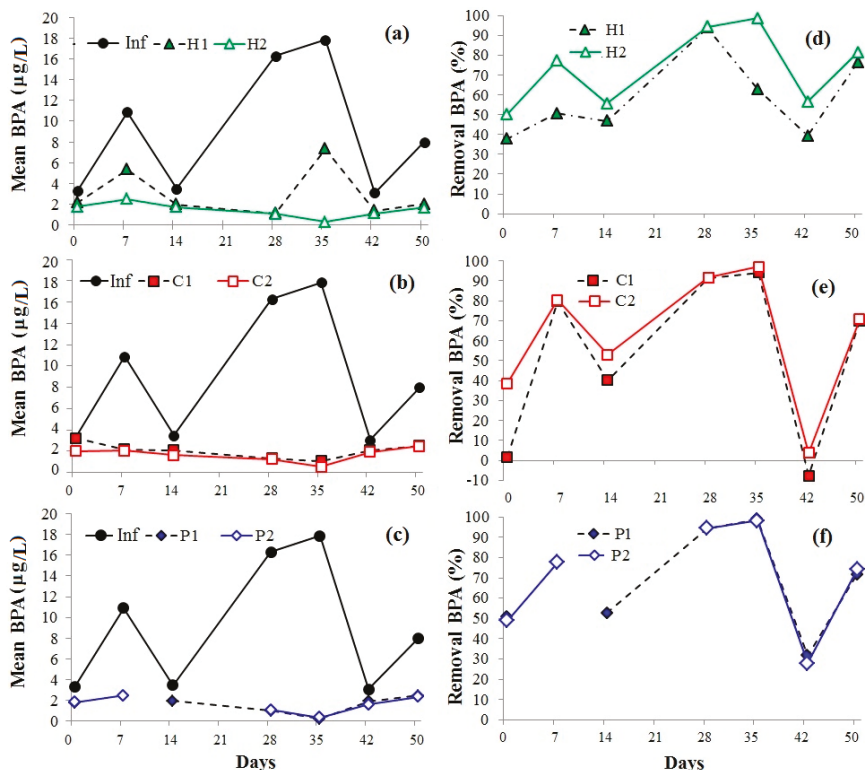 (a)
Inf H1 H2
Mean BPA (µg/L)
20
18
16
14
12
10
8
6
4
2
0
0 7 14 21 28 35 42 50
(d)
H1
H2
Removal BPA (%)
100
90
80
70
60
50
40
30
20
10
0
0 7 14 21 28 35 42 50
(b)
Inf C1 C2
Mean BPA (µg/L)
20
18
16
14
12
10
8
6
4
2
0
0 7 14 21 28 35 42 50
(e)
C1
C2
Removal BPA (%)
100
90
80
70
60
50
40
30
20
10
0
-10
0 7 14 21 28 35 42 50
(c)
Inf P1 P2
Mean BPA (µg/L)
20
18
16
14
12
10
8
6
4
2
0
0 7 14 21 28 35 42 50
Days
(f)
P1
P2
Removal BPA (%)
100
90
80
70
60
50
40
30
20
10
0
0 7 14 21 28 35 42 50
Days